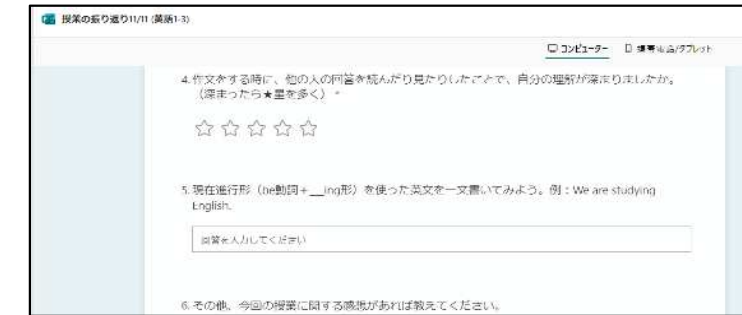 授業の振り返り11/11 (英語1-3)
コンピューター 携帯電話/タブレット
4.作文をする時に、他の人の回答を読んだり見たりしたことで、自分の理解が深まりましたか。
(深まったら★星を多く) *
5.現在進行形（be動詞+__ing形）を使った英文を一文書いてみよう。例：We are studying
English.
回答を入力してください
6.その他、今回の授業に関する感想があれば教えてください。